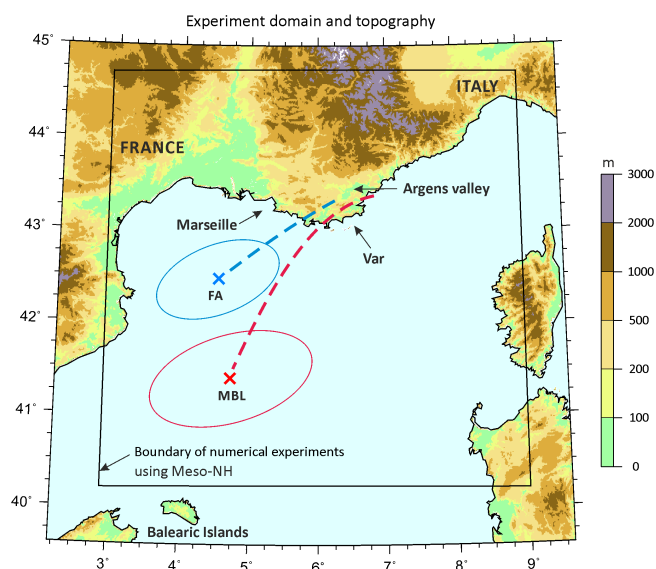 Experiment domain and topography
45°
ITALY
44°
FRANCE
m
3000
Argens valley
2000
43°
Marseille
Var
1000
FA
42°
500
200
MBL
41°
100
Boundary of numerical experiments
using Meso-NH
0
40°
Balearic Islands
3° 4° 5° 6° 7° 8° 9°